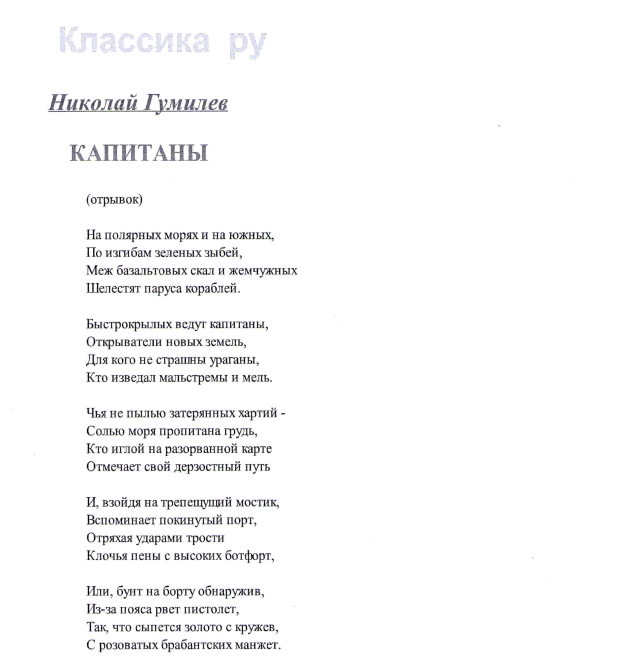 Классика ру
Николай Гумилев
КАПИТАНЫ
(отрывок)
На полярных морях и на южных,
По изгибам зеленых зыбей,
Меж базальтовых скал и жемчужных
Шелестят паруса кораблей.
Быстрокрылых ведут капитаны,
Открыватели новых земель,
Для кого не страшны ураганы,
Кто изведал мальстремы и мель.
Чья не пылью затерянных хартий -
Солью моря пропитана грудь,
Кто иглой на разорванной карте
Отмечает свой дерзостный путь
И, взойдя на трепещущий мостик,
Вспоминает покинутый порт,
Отряхая ударами трости
Клочья пены с высоких ботфорт,
Или, бунт на борту обнаружив,
Из-за пояса рвет пистолет,
Так, что сыпется золото с кружев,
С розоватых брабантских манжет.